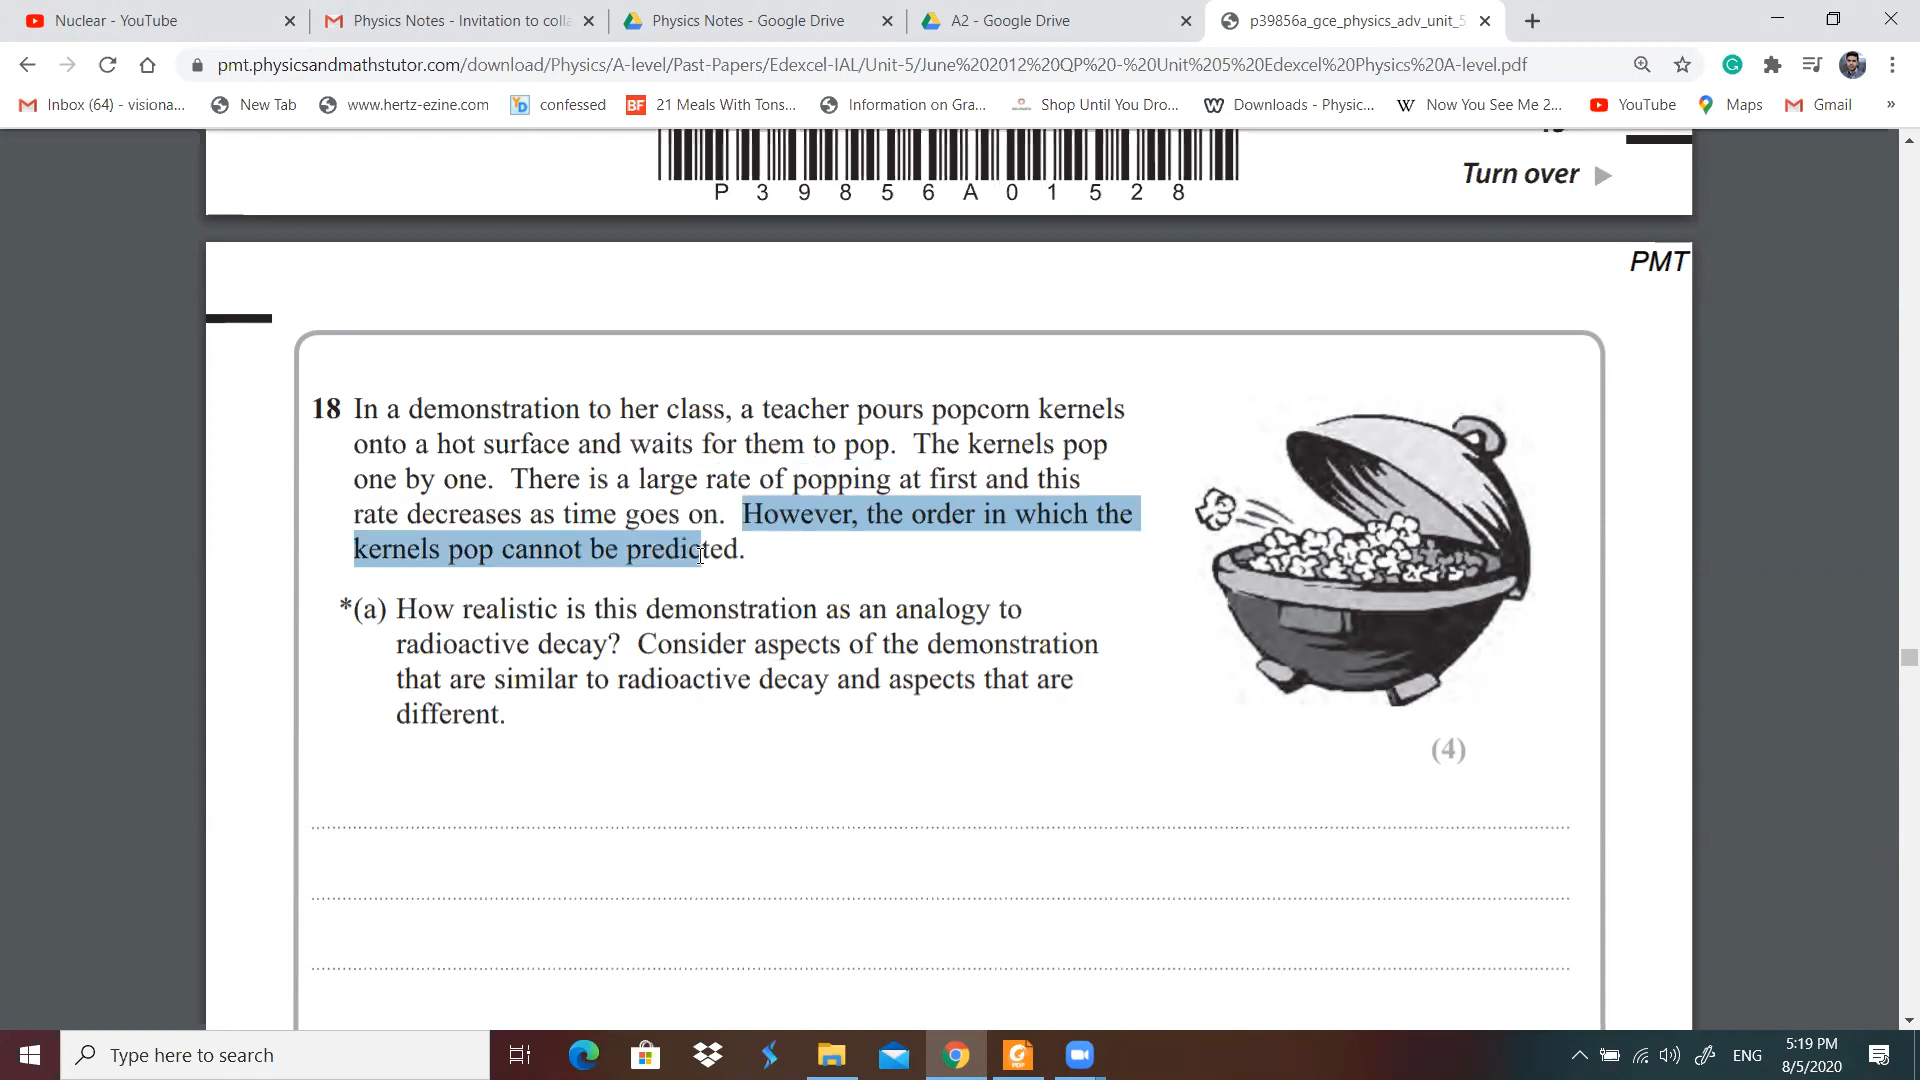 Nuclear - YouTube
Physics Notes - Invitation to colla
Physics Notes - Google Drive
A2 - Google Drive
p39856a_gce_physics_adv_unit_5
pmt.physicsandmathstutor.com/download/Physics/A-level/Past-Papers/Edexcel-IAL/Unit-5/June%202012%20QP%20-%20Unit%205%20Edexcel%20Physics%20A-level.pdf
Inbox (64) - visiona...
New Tab
www.hertz-ezine.com
YD confessed
BF 21 Meals With Tons...
Information on Gra...
Shop Until You Dro...
W Downloads - Physic...
W Now You See Me 2...
YouTube
Maps
Gmail
»
P 3 9 8 5 6 A 0 1 5 2 8
Turn over
PMT
18 In a demonstration to her class, a teacher pours popcorn kernels
onto a hot surface and waits for them to pop. The kernels pop
one by one. There is a large rate of popping at first and this
rate decreases as time goes on. However, the order in which the
kernels pop cannot be predicted.
*(a) How realistic is this demonstration as an analogy to
radioactive decay? Consider aspects of the demonstration
that are similar to radioactive decay and aspects that are
different.
(4)
Type here to search
PDF
ENG
5:19 PM
8/5/2020